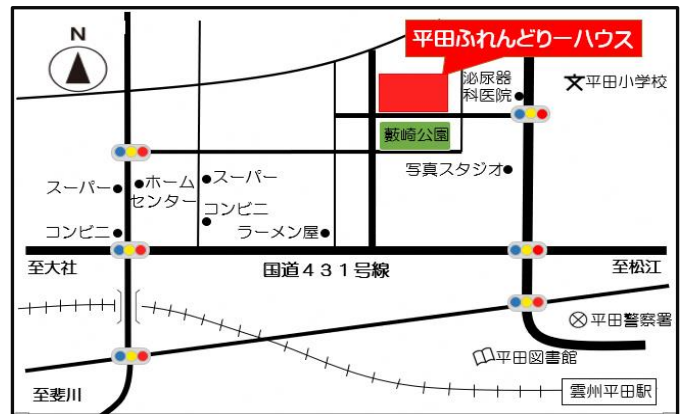 平田ふれんどりーハウス
N
泌尿器
科医院
平田小学校
藪崎公園
写真スタジオ
スーパー
ホーム
センター
スーパー
コンビニ
コンビニ
ラーメン屋
至大社
国道431号線
至松江
平田警察署
平田図書館
至斐川
雲州平田駅